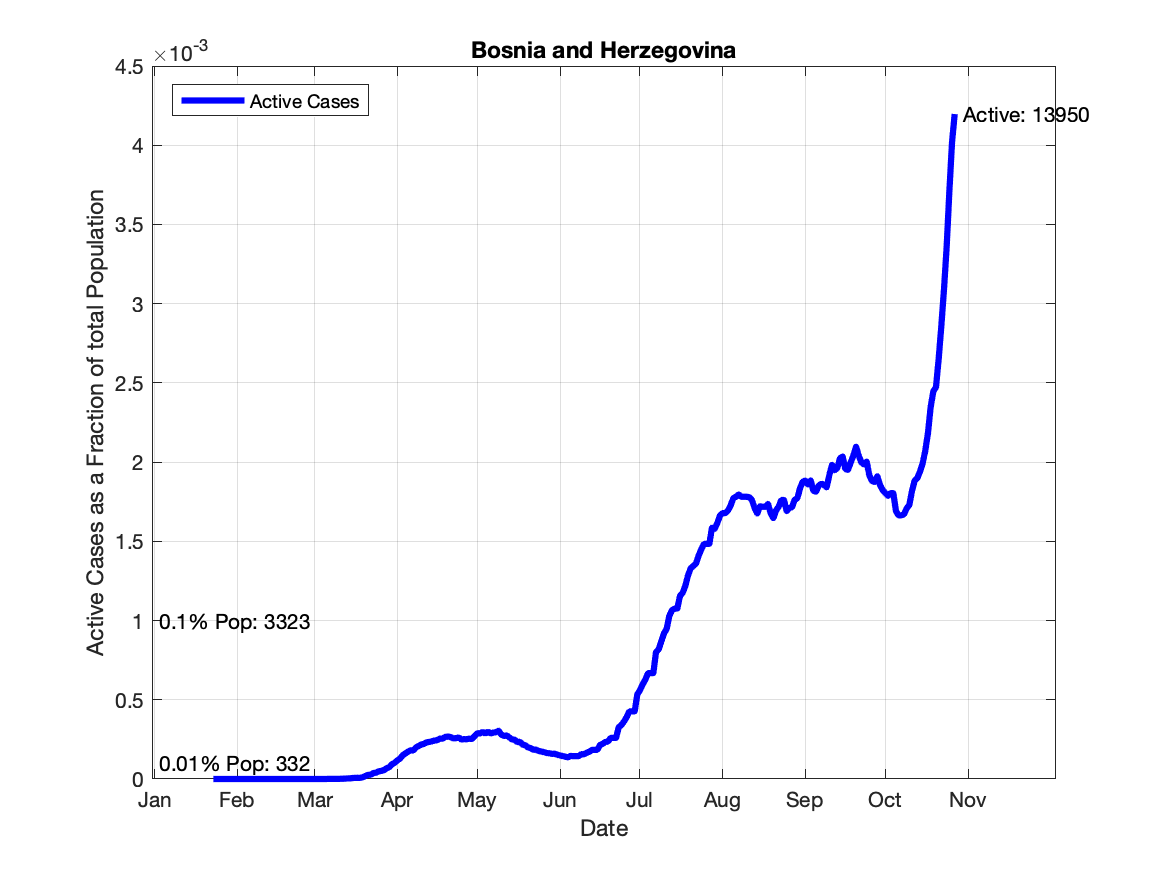 Bosnia and Herzegovina
×10-3
4.5
4
3.5
3
2.5
2
1.5
1
0.5
0
Active Cases as a Fraction of total Population
Active Cases
Active: 13950
0.1% Pop: 3323
0.01% Pop: 332
Jan Feb Mar Apr May Jun Jul Aug Sep Oct Nov
Date